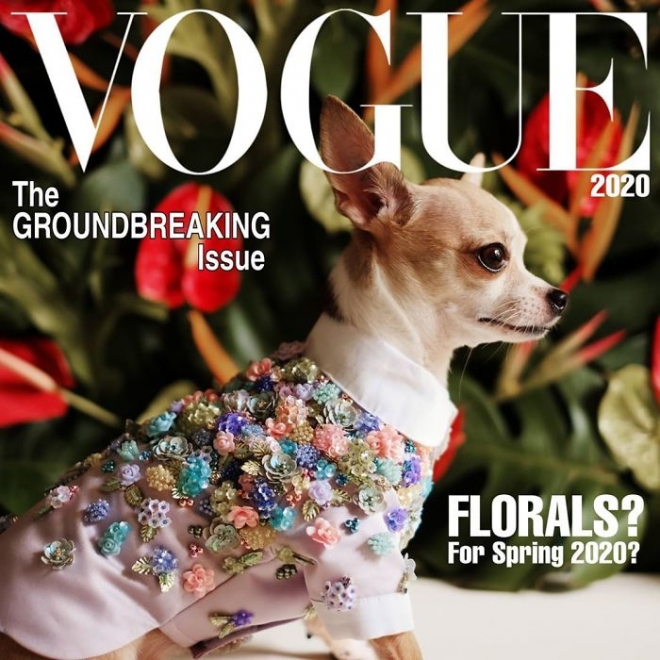 VOGUE
2020
The
GROUNDBREAKING
Issue
FLORALS?
For Spring 2020?